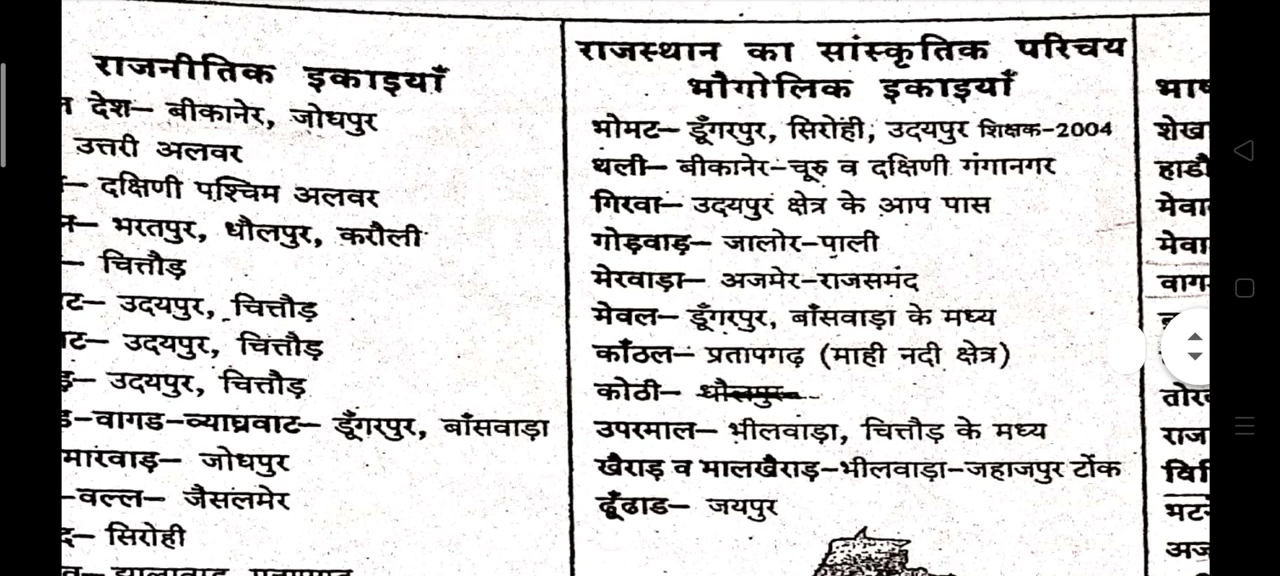 राजनीतिक इकाइयाँ
देश– बीकानेर, जोधपुर
उत्तरी अलवर
– दक्षिणी पश्चिम अलवर
– भरतपुर, धौलपुर, करौली
– चित्तौड़
ट– उदयपुर, चित्तौड़
ट– उदयपुर, चित्तौड़
– उदयपुर, चित्तौड़
-वागड-व्याघ्रवाट– डूँगरपुर, बाँसवाड़ा
मारवाड़– जोधपुर
-वल्ल– जैसलमेर
– सिरोही
राजस्थान का सांस्कृतिक परिचय
भौगोलिक इकाइयाँ
भोमट– डूँगरपुर, सिरोही, उदयपुर शिक्षक-2004
थली– बीकानेर-चूरु व दक्षिणी गंगानगर
गिरवा– उदयपुर क्षेत्र के आप पास
गोड़वाड़– जालोर-पाली
मेरवाड़ा– अजमेर-राजसमंद
मेवल– डूँगरपुर, बाँसवाड़ा के मध्य
काँठल– प्रतापगढ़ (माही नदी क्षेत्र)
कोठी– धौलपुर
उपरमाल– भीलवाड़ा, चित्तौड़ के मध्य
खैराड़ व मालखैराड़–भीलवाड़ा-जहाजपुर टोंक
ढूँढाड– जयपुर
भाष
शेख
हाडौ
मेवा
मेवा
वाग
तोर
राज
वि
भट
अज